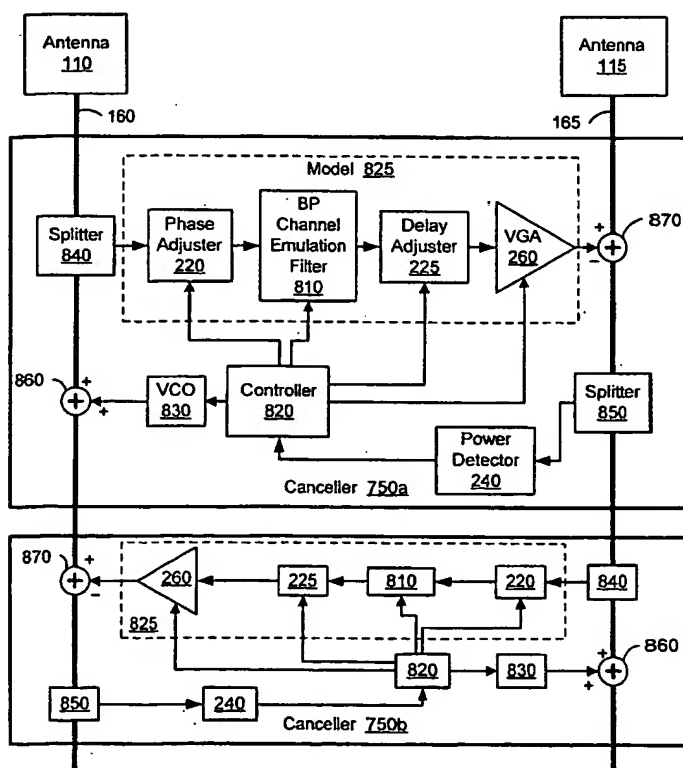 Antenna
110
Antenna
115
160
165
Model 825
Splitter
840
Phase
Adjuster
220
BP
Channel
Emulation
Filter
810
Delay
Adjuster
225
VGA
260
+
870
+
−
860
+
+
+
VCO
830
Controller
820
Splitter
850
Power
Detector
240
Canceller 750a
870
+
+
−
260
225
810
220
840
825
820
830
860
+
+
+
850
240
Canceller 750b